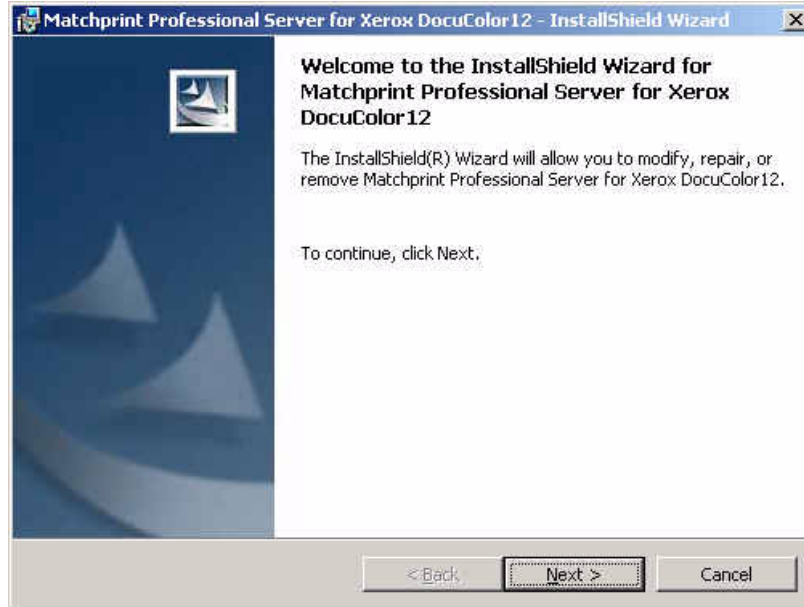 Matchprint Professional Server for Xerox DocuColor12 - InstallShield Wizard
Welcome to the InstallShield Wizard for
Matchprint Professional Server for Xerox
DocuColor12
The InstallShield(R) Wizard will allow you to modify, repair, or
remove Matchprint Professional Server for Xerox DocuColor12.
To continue, click Next.
< Back
Next >
Cancel